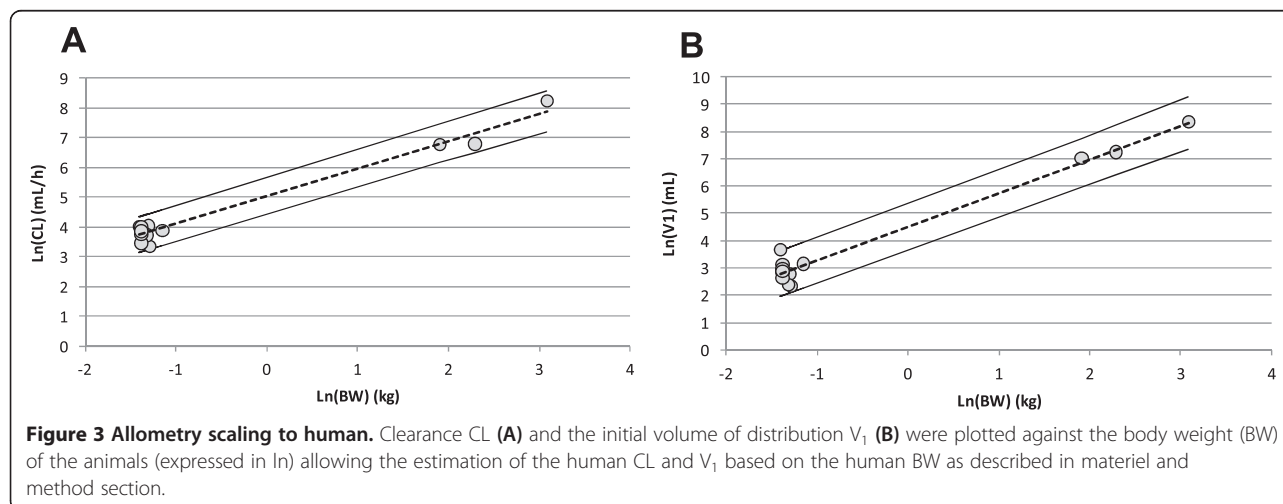 A
9
8
7
6
5
4
3
2
1
0
Ln(CL) (mL/h)
-2 -1 0 1 2 3 4
Ln(BW) (kg)
B
10
9
8
7
6
5
4
3
2
1
0
Ln(V1) (mL)
-2 -1 0 1 2 3 4
Ln(BW) (kg)
Figure 3 Allometry scaling to human. Clearance CL (A) and the initial volume of distribution V₁ (B) were plotted against the body weight (BW)
of the animals (expressed in ln) allowing the estimation of the human CL and V₁ based on the human BW as described in materiel and
method section.